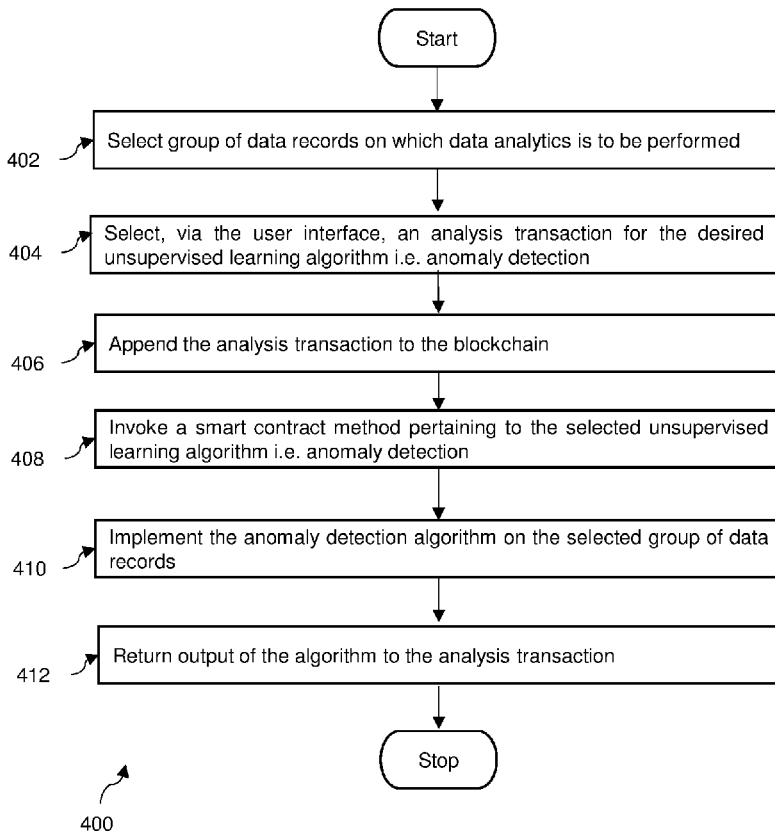 Start
Select group of data records on which data analytics is to be performed
402
Select, via the user interface, an analysis transaction for the desired
unsupervised learning algorithm i.e. anomaly detection
404
Append the analysis transaction to the blockchain
406
Invoke a smart contract method pertaining to the selected unsupervised
learning algorithm i.e. anomaly detection
408
Implement the anomaly detection algorithm on the selected group of data
records
410
Return output of the algorithm to the analysis transaction
412
Stop
400